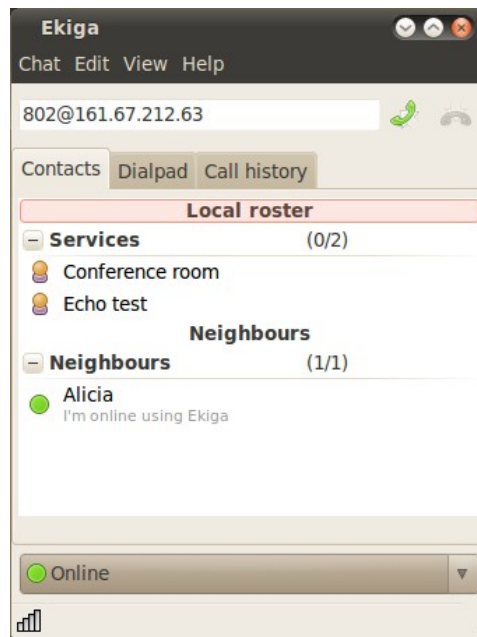 Ekiga
Chat Edit View Help
802@161.67.212.63
Contacts Dialpad Call history
Local roster
Services (0/2)
Conference room
Echo test
Neighbours
Neighbours (1/1)
Alicia
I'm online using Ekiga
Online